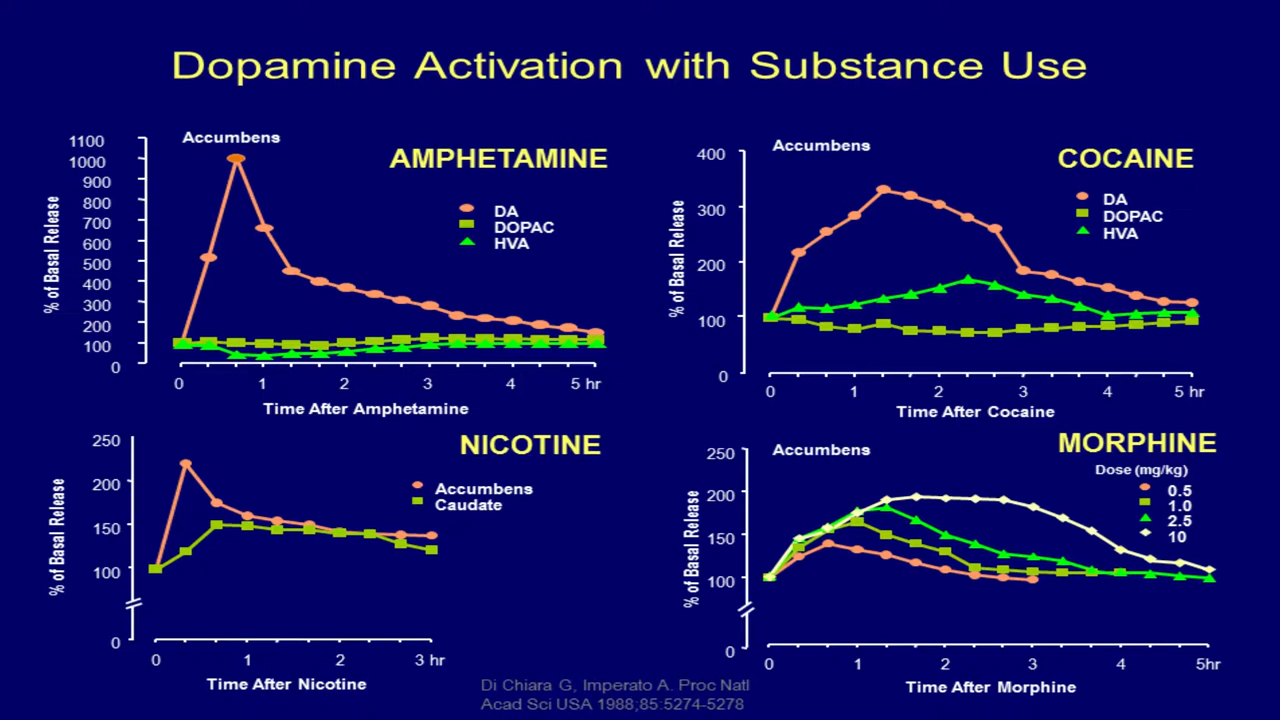 Dopamine Activation with Substance Use
Accumbens
AMPHETAMINE
% of Basal Release
1100
1000
900
800
700
600
500
400
300
200
100
0
DA
DOPAC
HVA
0 1 2 3 4 5 hr
Time After Amphetamine
Accumbens
COCAINE
% of Basal Release
400
300
200
100
0
DA
DOPAC
HVA
0 1 2 3 4 5 hr
Time After Cocaine
NICOTINE
% of Basal Release
250
200
150
100
0
Accumbens
Caudate
0 1 2 3 hr
Time After Nicotine
Accumbens
MORPHINE
Dose (mg/kg)
0.5
1.0
2.5
10
% of Basal Release
250
200
150
100
0
0 1 2 3 4 5hr
Time After Morphine
Di Chiara G, Imperato A. Proc Natl
Acad Sci USA 1988;85:5274-5278